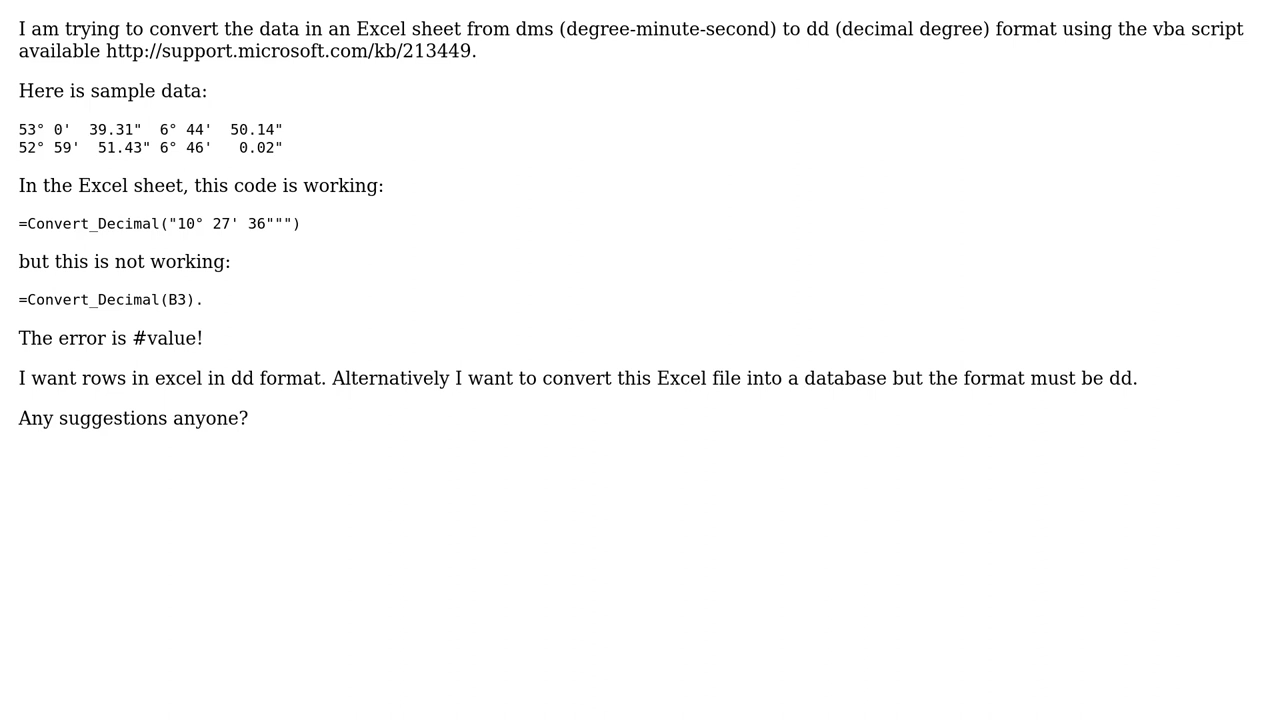 I am trying to convert the data in an Excel sheet from dms (degree-minute-second) to dd (decimal degree) format using the vba script
available http://support.microsoft.com/kb/213449.
Here is sample data:
53° 0'  39.31"  6° 44'  50.14"
52° 59'  51.43" 6° 46'   0.02"
In the Excel sheet, this code is working:
=Convert_Decimal("10° 27' 36""")
but this is not working:
=Convert_Decimal(B3).
The error is #value!
I want rows in excel in dd format. Alternatively I want to convert this Excel file into a database but the format must be dd.
Any suggestions anyone?